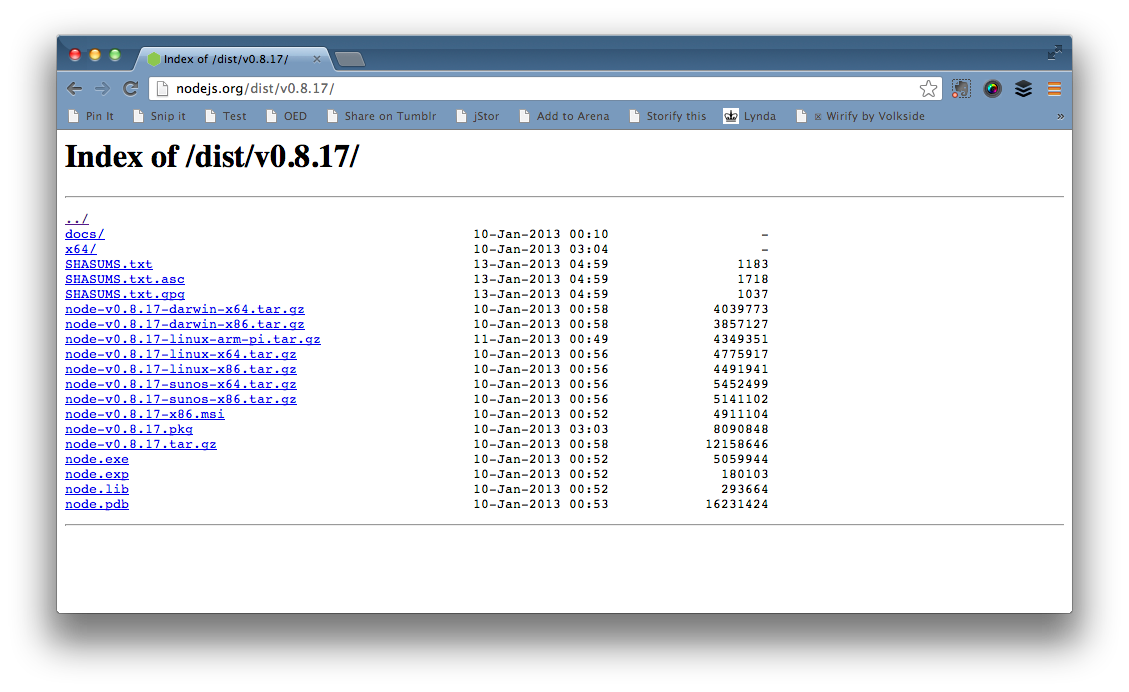 Index of /dist/v0.8.17/
nodejs.org/dist/v0.8.17/
Pin It Snip it Test OED Share on Tumblr jStor Add to Arena Storify this Lynda Wirify by Volkside »
Index of /dist/v0.8.17/
../
docs/ 10-Jan-2013 00:10 -
x64/ 10-Jan-2013 03:04 -
SHASUMS.txt 13-Jan-2013 04:59 1183
SHASUMS.txt.asc 13-Jan-2013 04:59 1718
SHASUMS.txt.gpg 13-Jan-2013 04:59 1037
node-v0.8.17-darwin-x64.tar.gz 10-Jan-2013 00:58 4039773
node-v0.8.17-darwin-x86.tar.gz 10-Jan-2013 00:58 3857127
node-v0.8.17-linux-arm-pi.tar.gz 11-Jan-2013 00:49 4349351
node-v0.8.17-linux-x64.tar.gz 10-Jan-2013 00:56 4775917
node-v0.8.17-linux-x86.tar.gz 10-Jan-2013 00:56 4491941
node-v0.8.17-sunos-x64.tar.gz 10-Jan-2013 00:56 5452499
node-v0.8.17-sunos-x86.tar.gz 10-Jan-2013 00:56 5141102
node-v0.8.17-x86.msi 10-Jan-2013 00:52 4911104
node-v0.8.17.pkg 10-Jan-2013 03:03 8090848
node-v0.8.17.tar.gz 10-Jan-2013 00:58 12158646
node.exe 10-Jan-2013 00:52 5059944
node.exp 10-Jan-2013 00:52 180103
node.lib 10-Jan-2013 00:52 293664
node.pdb 10-Jan-2013 00:53 16231424